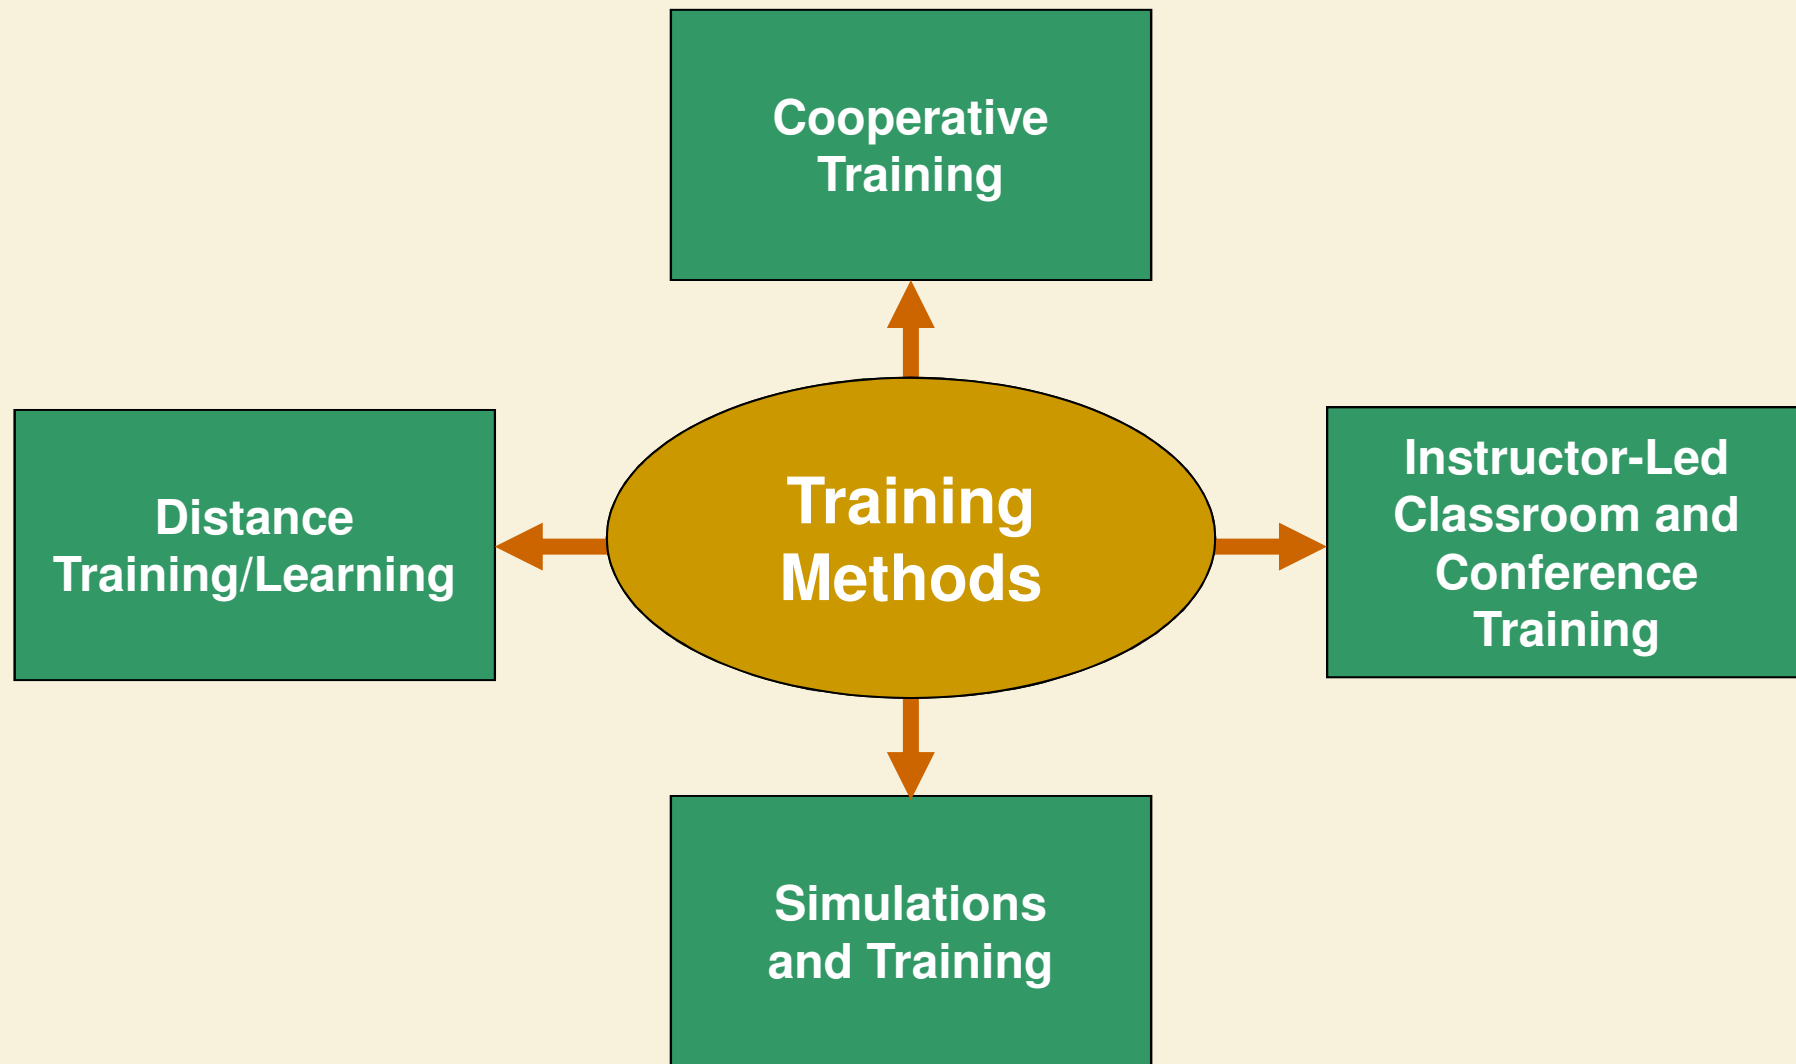 Cooperative
Training
Distance
Training/Learning
Training
Methods
Instructor-Led
Classroom and
Conference
Training
Simulations
and Training